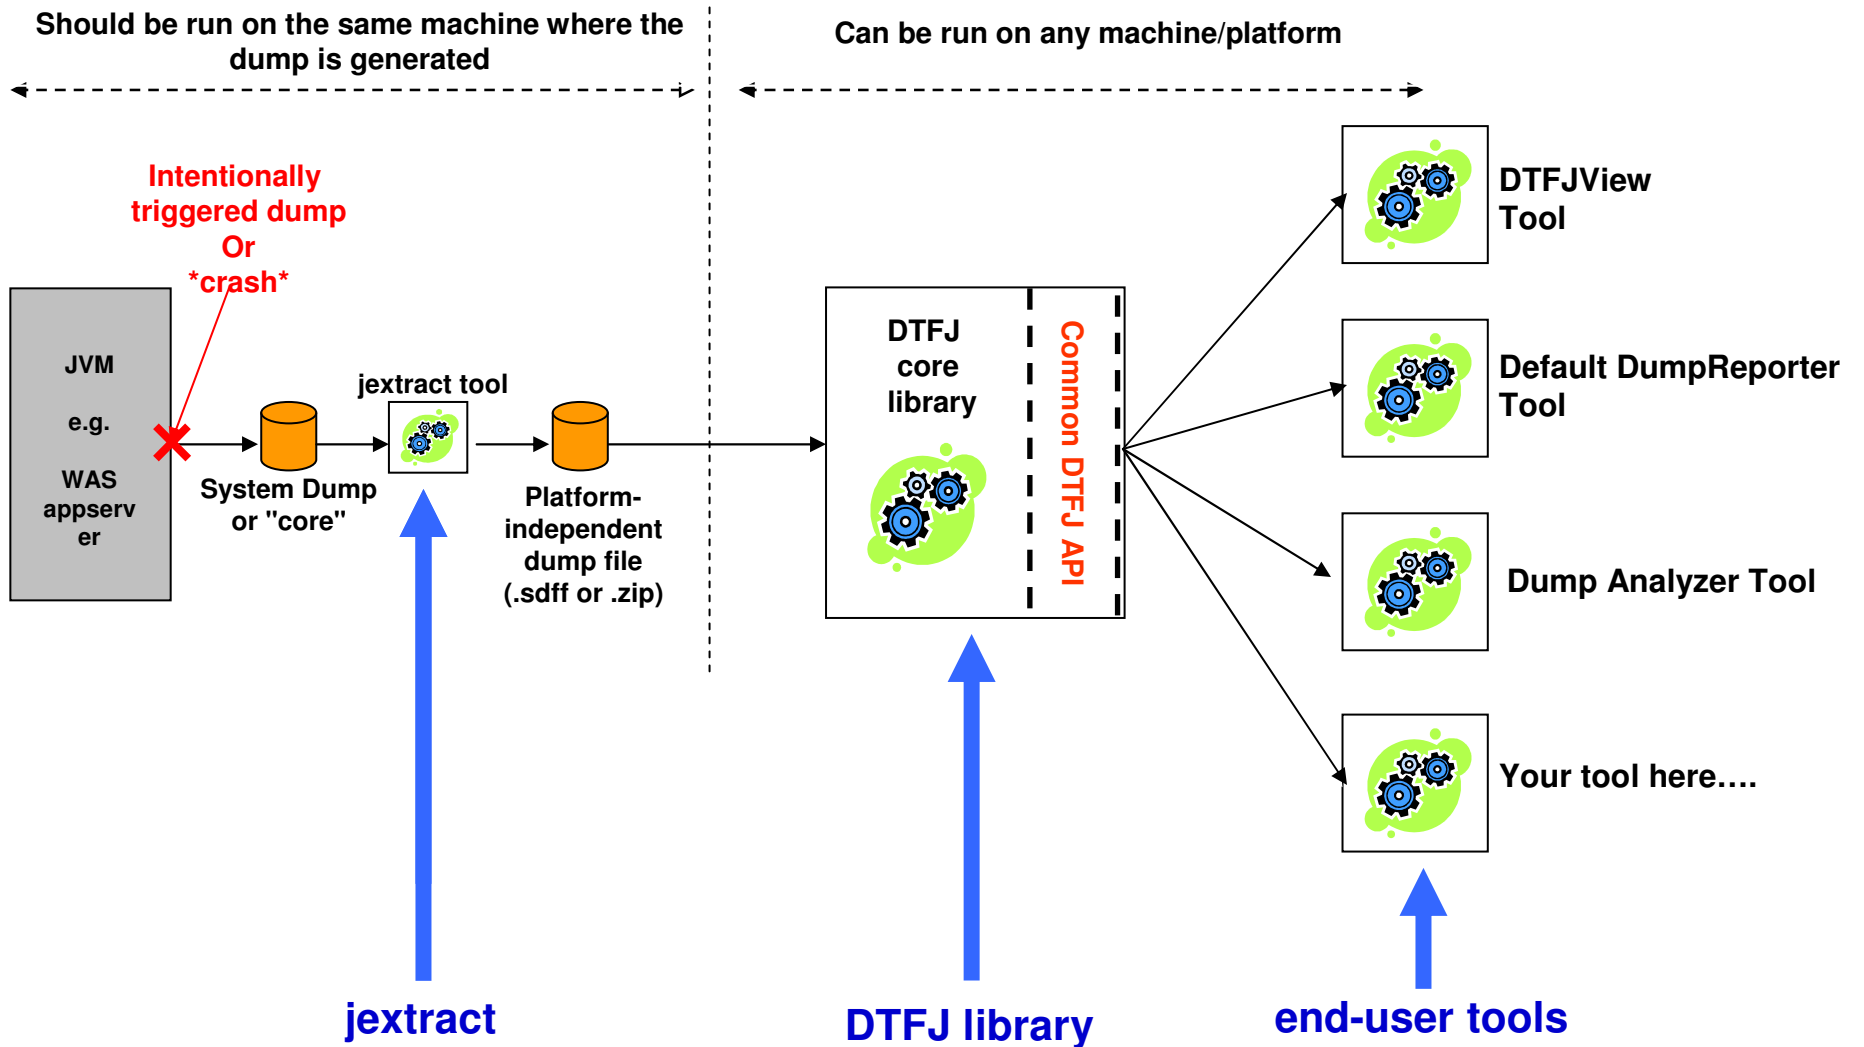 Should be run on the same machine where the
dump is generated
Can be run on any machine/platform
Intentionally
triggered dump
Or
*crash*
JVM
e.g.
WAS
appserv
er
System Dump
or "core"
jextract tool
Platform-
independent
dump file
(.sdff or .zip)
DTFJ
core
library
Common DTFJ API
DTFJView
Tool
Default DumpReporter
Tool
Dump Analyzer Tool
Your tool here....
jextract
DTFJ library
end-user tools